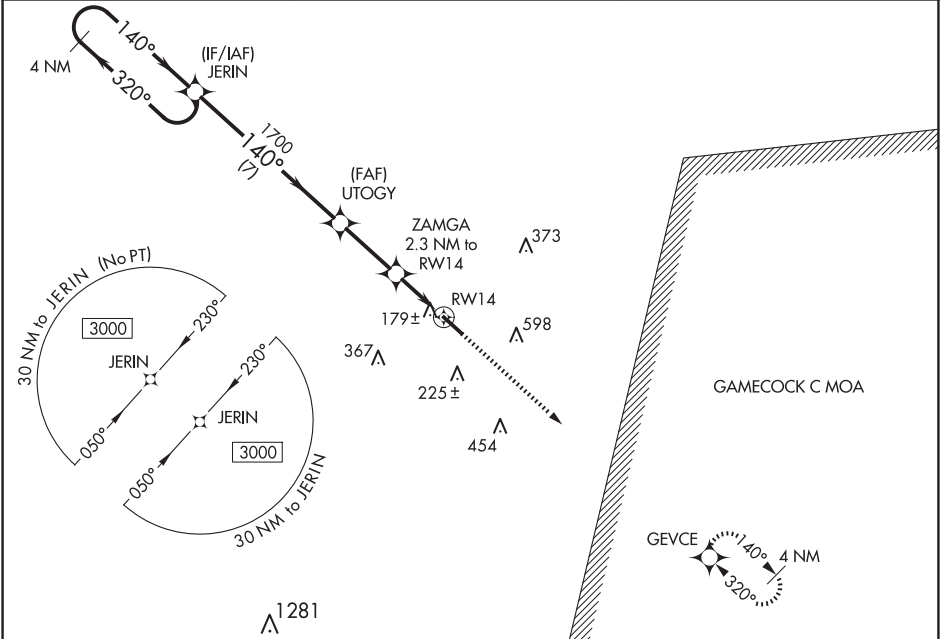 140°
4 NM
320°
(IF/IAF)
JERIN
1700
140°
(7)
(FAF)
UTOGY
ZAMGA
2.3 NM to
RW14
373
RW14
179±
598
367
225±
454
30 NM to JERIN (No PT)
3000
230°
JERIN
050°
230°
JERIN
3000
050°
30 NM to JERIN
GAMECOCK C MOA
GEVCE
140°
4 NM
320°
1281